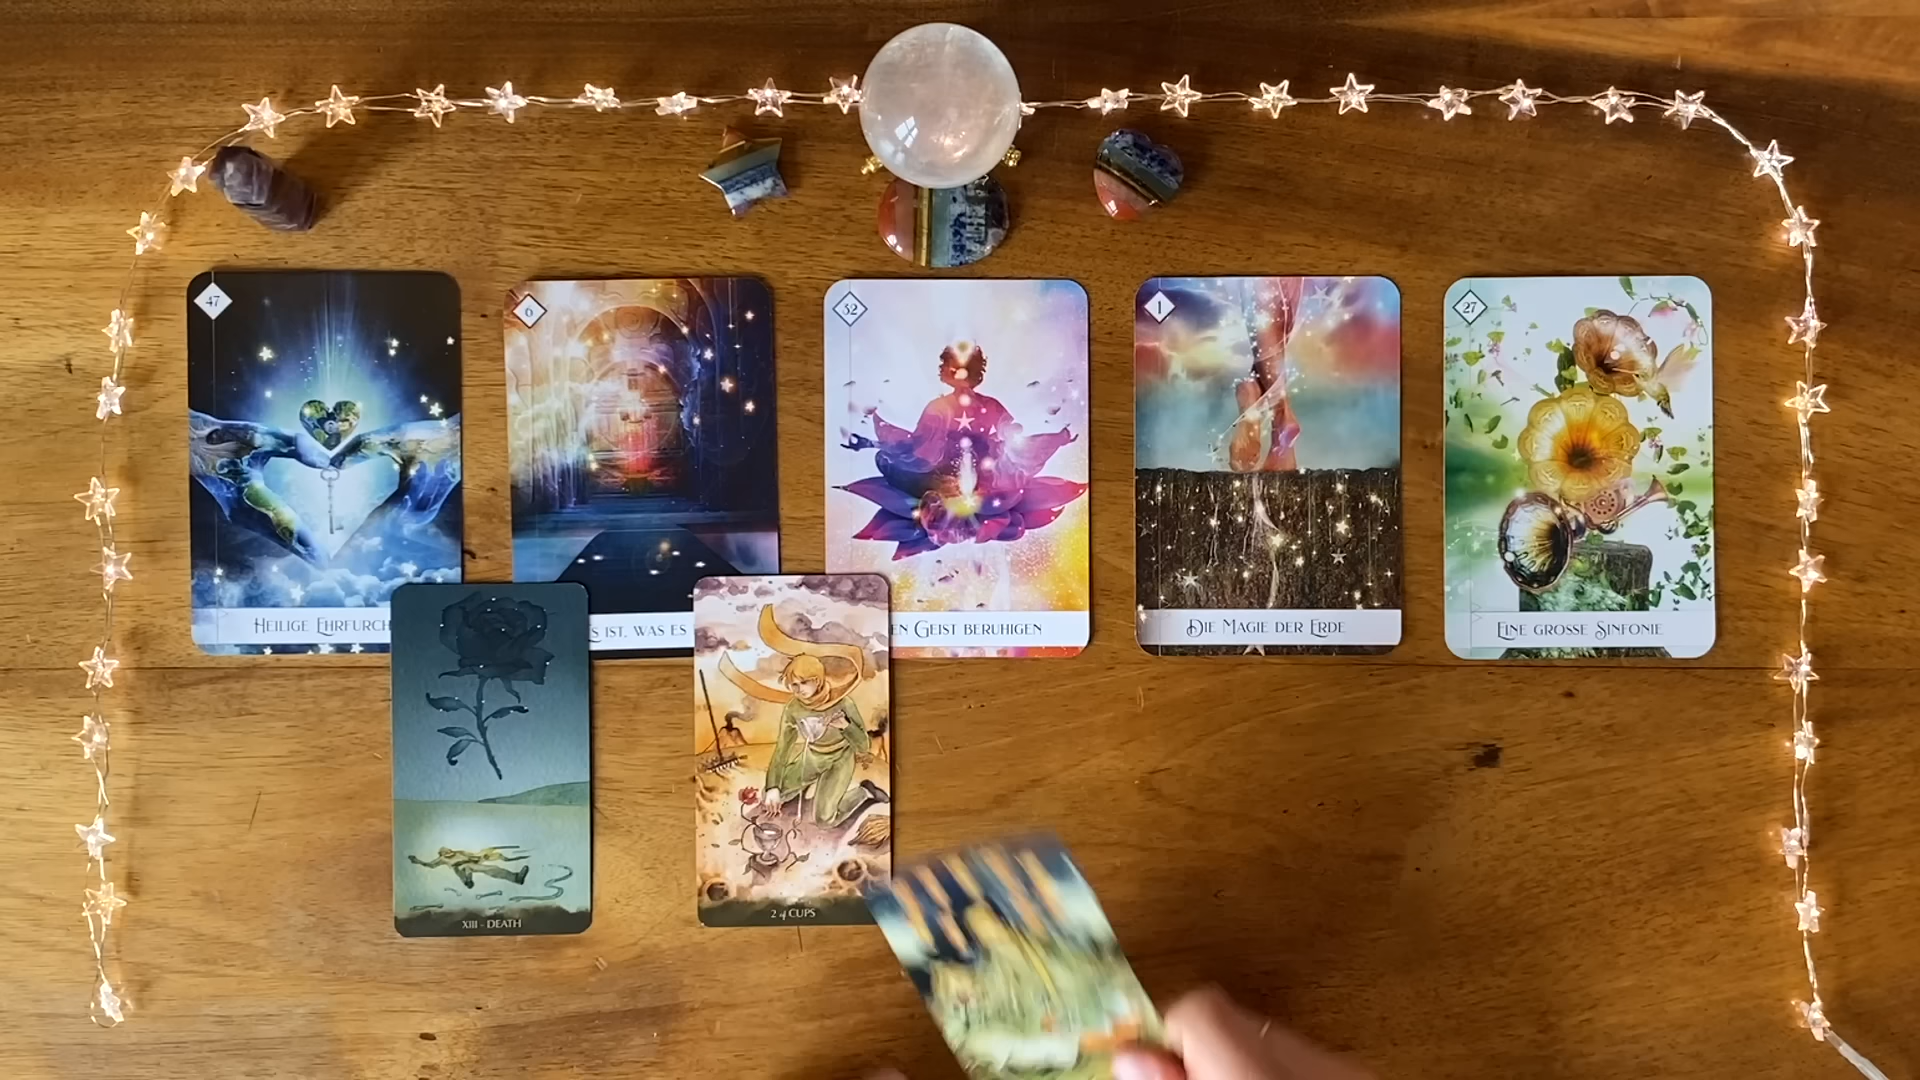 47
HEILIGE EHRFURCH
6
S IST, WAS ES
32
EN GEIST BERUHIGEN
1
DIE MAGIE DER ERDE
27
EINE GROSSE SINFONIE
XIII - DEATH
2 of CUPS